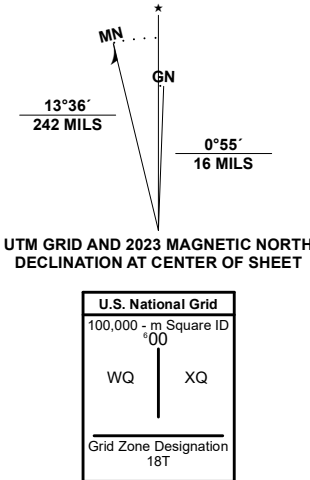 ★
MN
GN
13°36´
242 MILS
0°55´
16 MILS
UTM GRID AND 2023 MAGNETIC NORTH
DECLINATION AT CENTER OF SHEET
U.S. National Grid
100,000 - m Square ID
⁶00
WQ XQ
Grid Zone Designation
18T